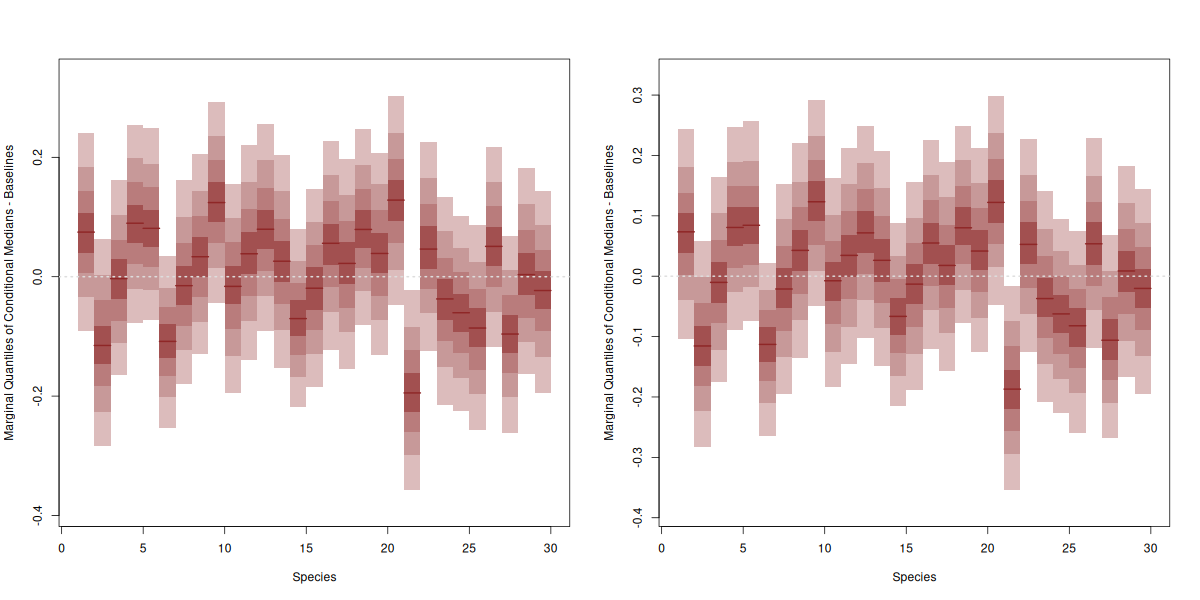 Marginal Quantiles of Conditional Medians - Baselines
0.2
0.0
-0.2
-0.4
0 5 10 15 20 25 30
Species
Marginal Quantiles of Conditional Medians - Baselines
0.3
0.2
0.1
0.0
-0.1
-0.2
-0.3
-0.4
0 5 10 15 20 25 30
Species